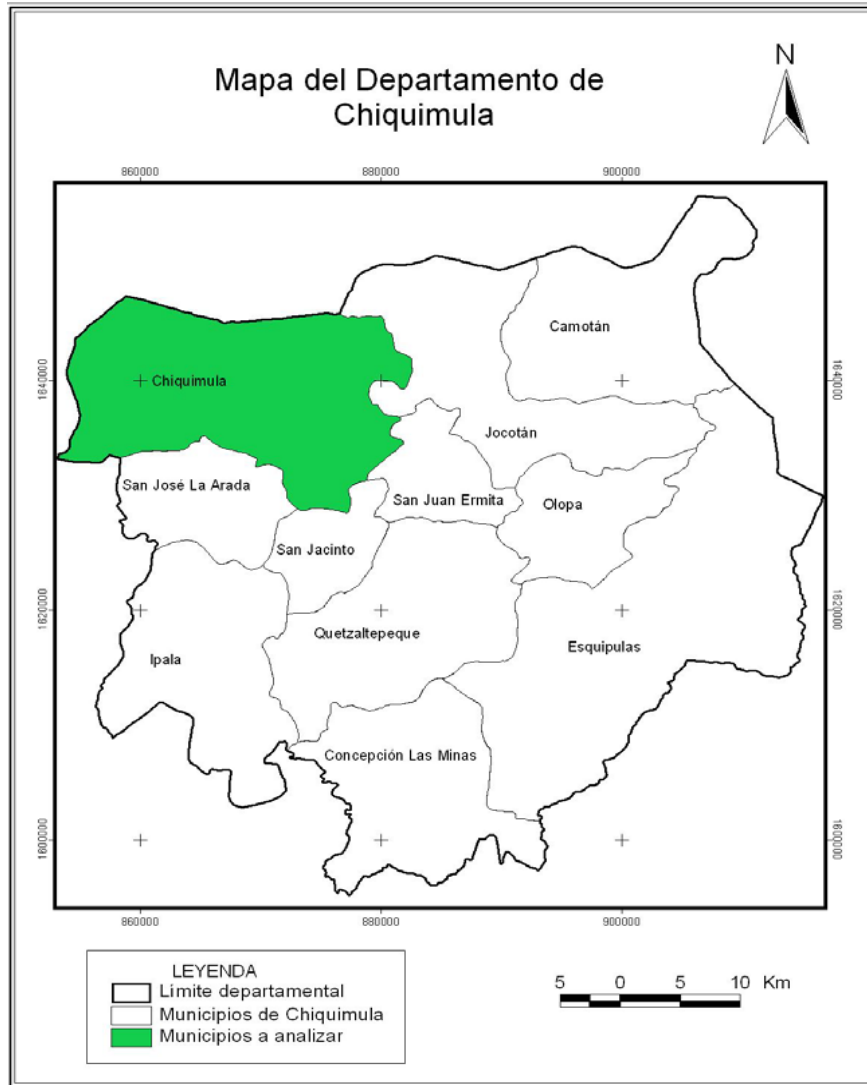 Mapa del Departamento de
Chiquimula
N
860000
880000
900000
1640000
1640000
1620000
1620000
1600000
1600000
Camotán
Chiquimula
Jocotán
San José La Arada
San Juan Ermita
Olopa
San Jacinto
Quetzaltepeque
Ipala
Esquipulas
Concepción Las Minas
860000
880000
900000
LEYENDA
Límite departamental
Municipios de Chiquimula
Municipios a analizar
5 0 5 10 Km